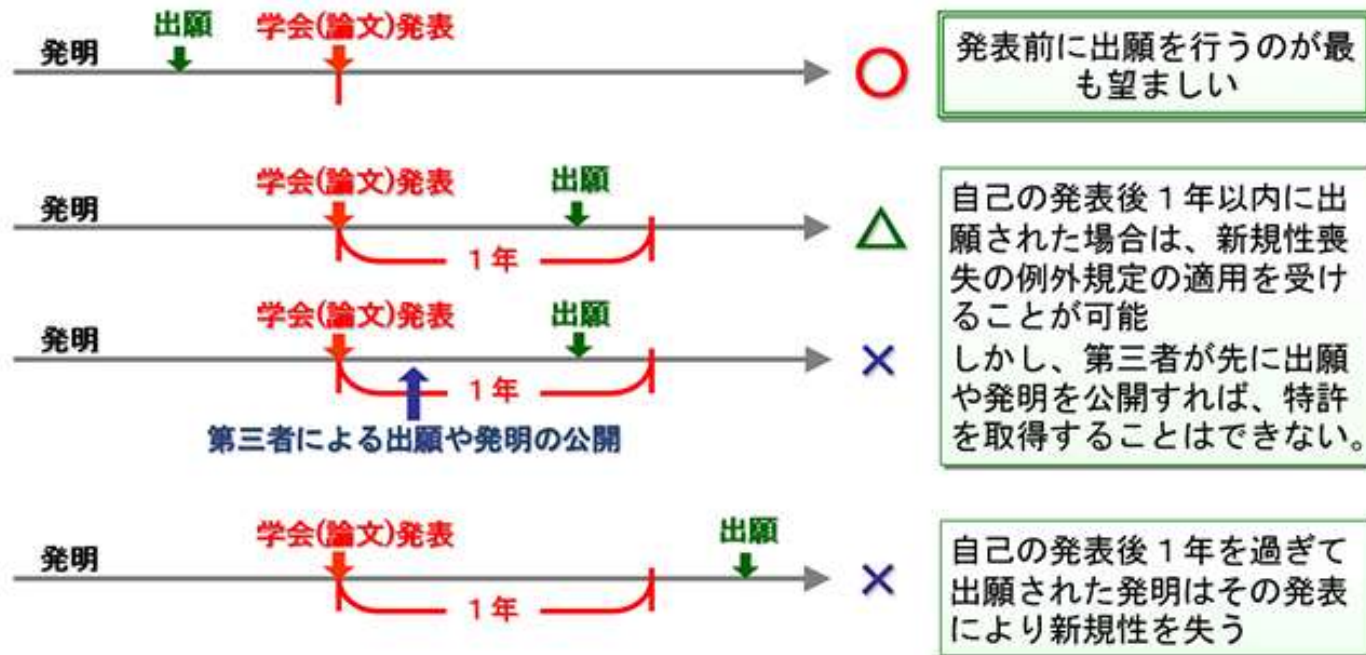 出願
学会(論文)発表
発明
発表前に出願を行うのが最
も望ましい
学会(論文)発表
出願
発明
1年
自己の発表後1年以内に出
願された場合は、新規性喪
失の例外規定の適用を受け
ることが可能
しかし、第三者が先に出願
や発明を公開すれば、特許
を取得することはできない。
学会(論文)発表
出願
発明
1年
第三者による出願や発明の公開
学会(論文)発表
出願
発明
1年
自己の発表後1年を過ぎて
出願された発明はその発表
により新規性を失う